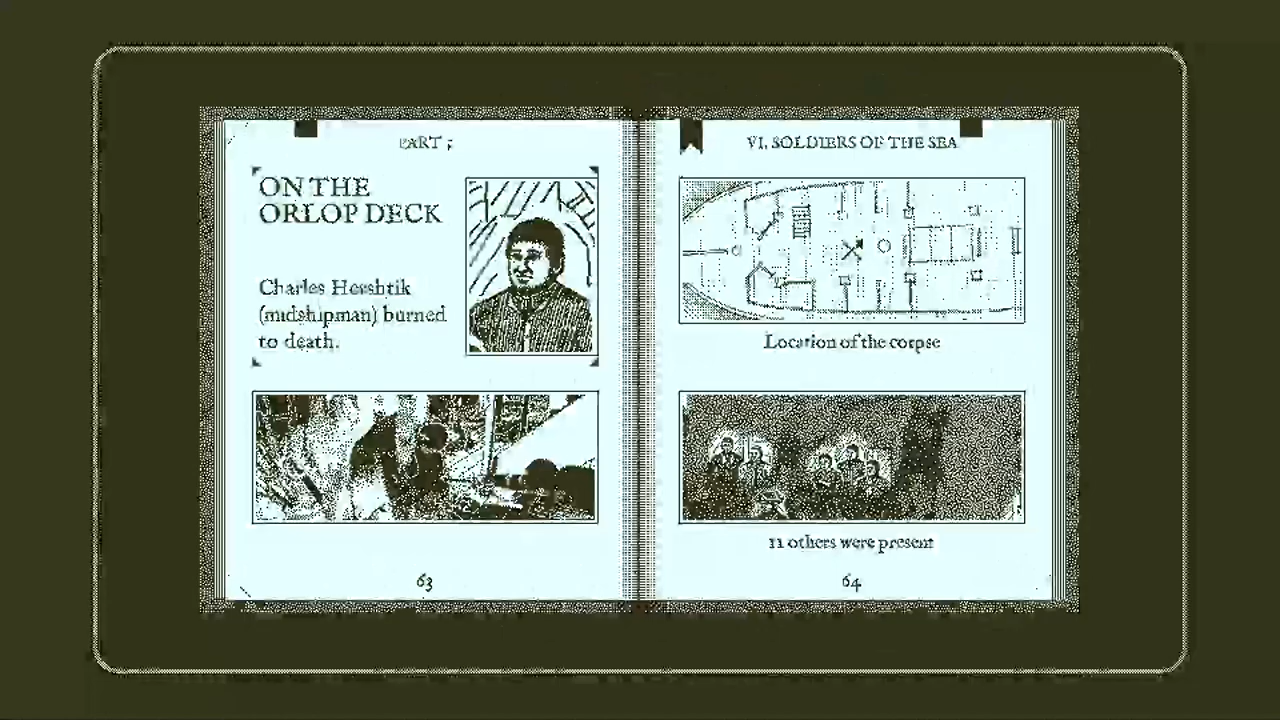 PART 5
ON THE
ORLOP DECK
Charles Hershtik
(midshipman) burned
to death.
63
VI. SOLDIERS OF THE SEA
Location of the corpse
11 others were present
64